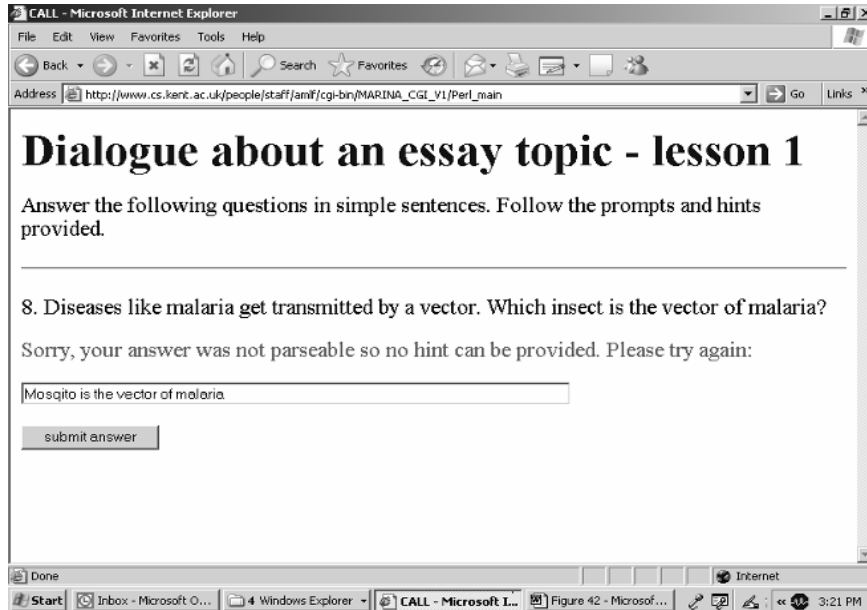 CALL - Microsoft Internet Explorer
File Edit View Favorites Tools Help
Back Search Favorites
Address http://www.cs.kent.ac.uk/people/staff/amlf/cgi-bin/MARINA_CGI_V1/Perl_main Go Links »
Dialogue about an essay topic - lesson 1
Answer the following questions in simple sentences. Follow the prompts and hints
provided.
8. Diseases like malaria get transmitted by a vector. Which insect is the vector of malaria?
Sorry, your answer was not parseable so no hint can be provided. Please try again:
Mosqito is the vector of malaria
submit answer
Done Internet
Start Inbox - Microsoft O... 4 Windows Explorer CALL - Microsoft I... Figure 42 - Microsof... « 3:21 PM